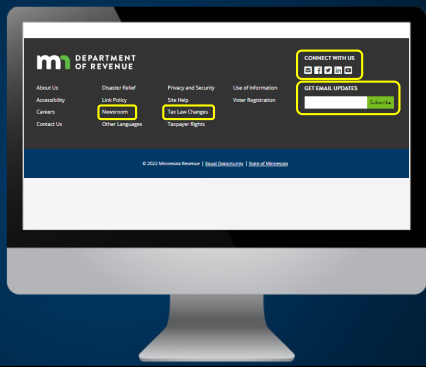 mn DEPARTMENT
OF REVENUE
CONNECT WITH US
About Us Disaster Relief Privacy and Security Use of Information GET EMAIL UPDATES
Accessibility Link Policy Site Help Voter Registration
Subscribe
Careers Newsroom Tax Law Changes
Contact Us Other Languages Taxpayer Rights
© 2022 Minnesota Revenue | Equal Opportunity | State of Minnesota